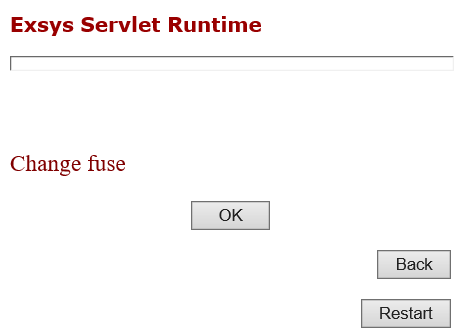 Exsys Servlet Runtime
Change fuse
OK
Back
Restart